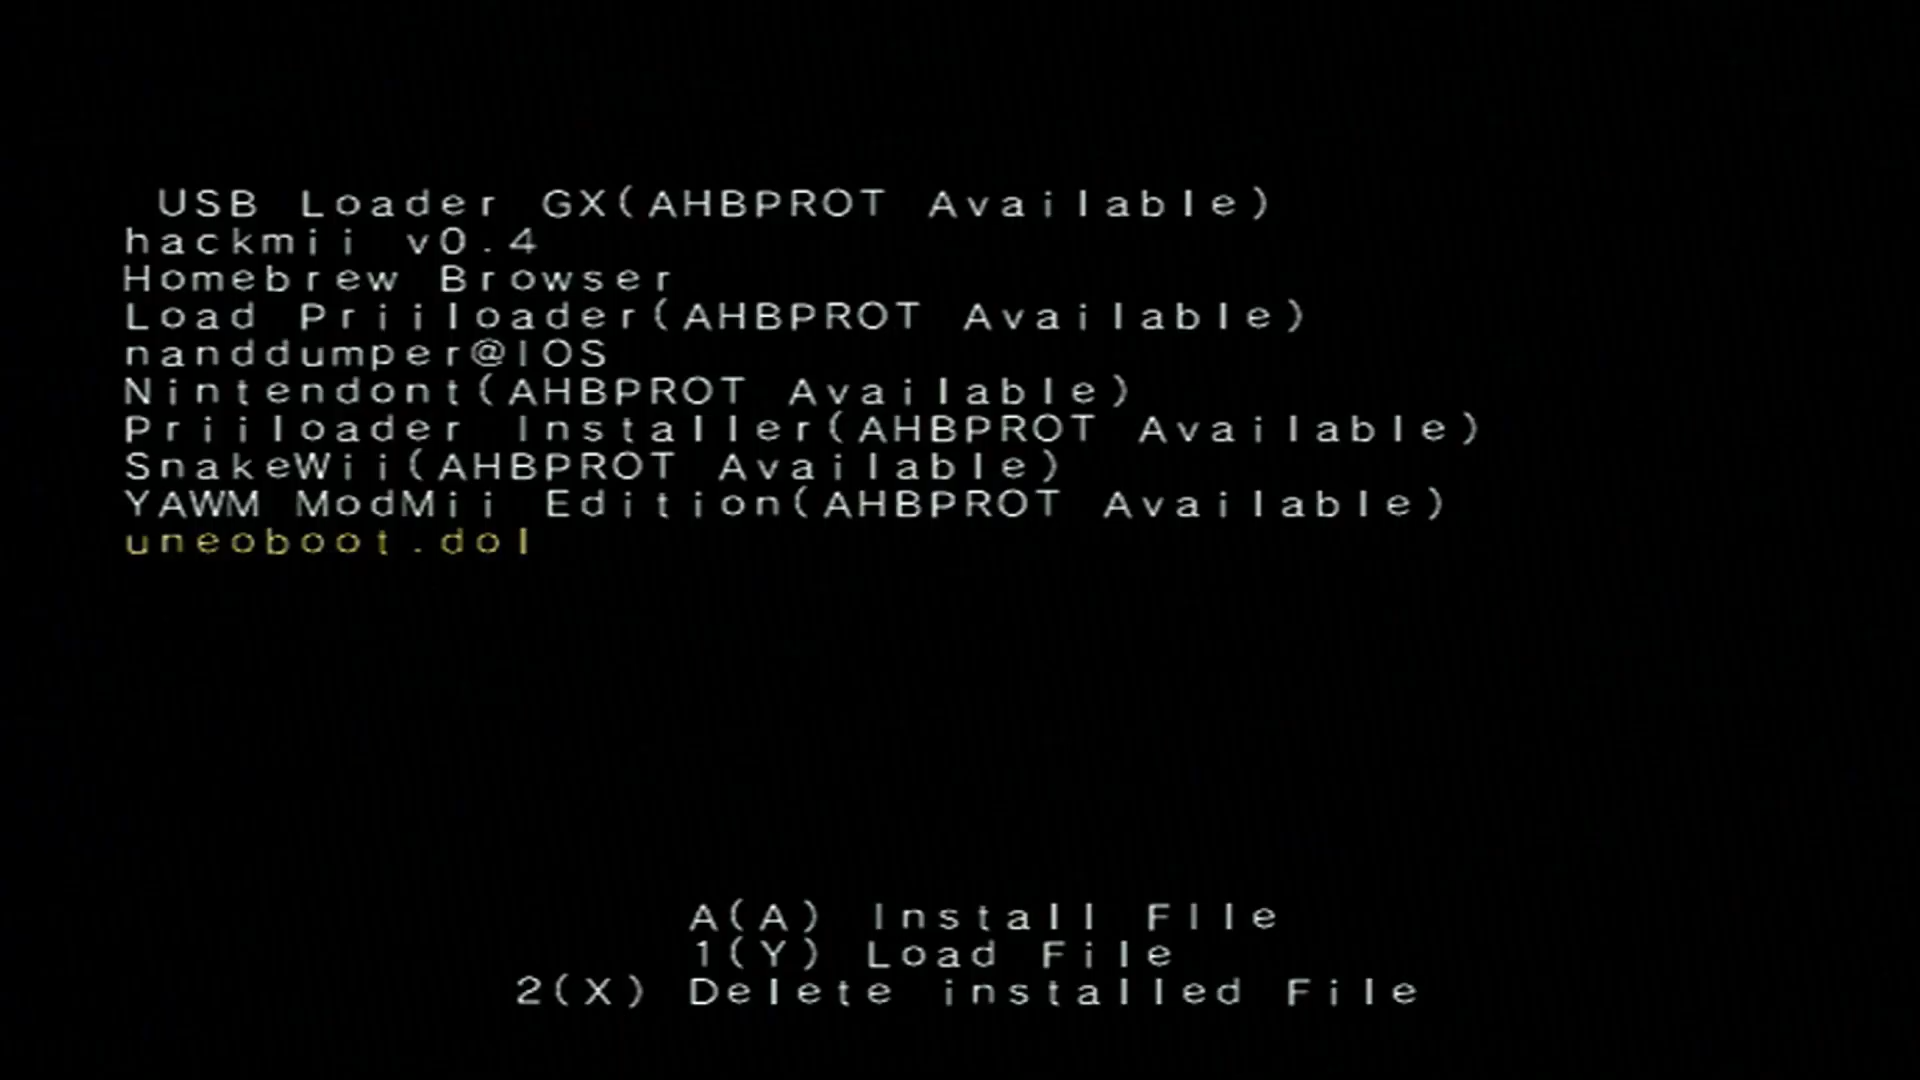 USB Loader GX(AHBPROT Available)
hackmii v0.4
Homebrew Browser
Load Priiloader(AHBPROT Available)
nanddumper@IOS
Nintendont(AHBPROT Available)
Priiloader Installer(AHBPROT Available)
SnakeWii(AHBPROT Available)
YAWM ModMii Edition(AHBPROT Available)
uneoboot.dol
A(A) Install FIle
1(Y) Load File
2(X) Delete installed File